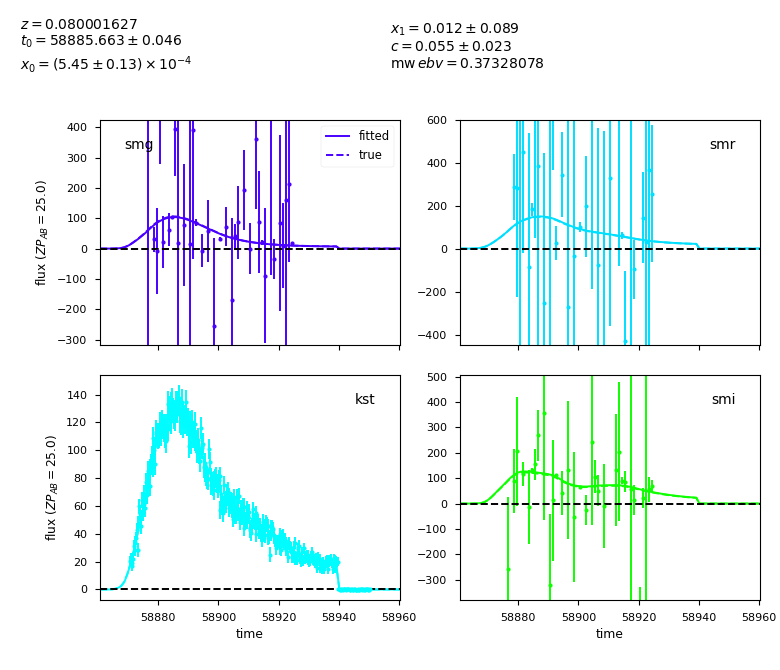 z = 0.080001627
t₀ = 58885.663 ± 0.046
x₀ = (5.45 ± 0.13) × 10⁻⁴
x₁ = 0.012 ± 0.089
c = 0.055 ± 0.023
mw ebv = 0.37328078
smg
fitted
true
400
300
200
100
0
−100
−200
−300
flux (ZP_AB = 25.0)
smr
600
400
200
0
−200
−400
kst
140
120
100
80
60
40
20
0
flux (ZP_AB = 25.0)
58880 58900 58920 58940 58960
time
smi
500
400
300
200
100
0
−100
−200
−300
58880 58900 58920 58940 58960
time